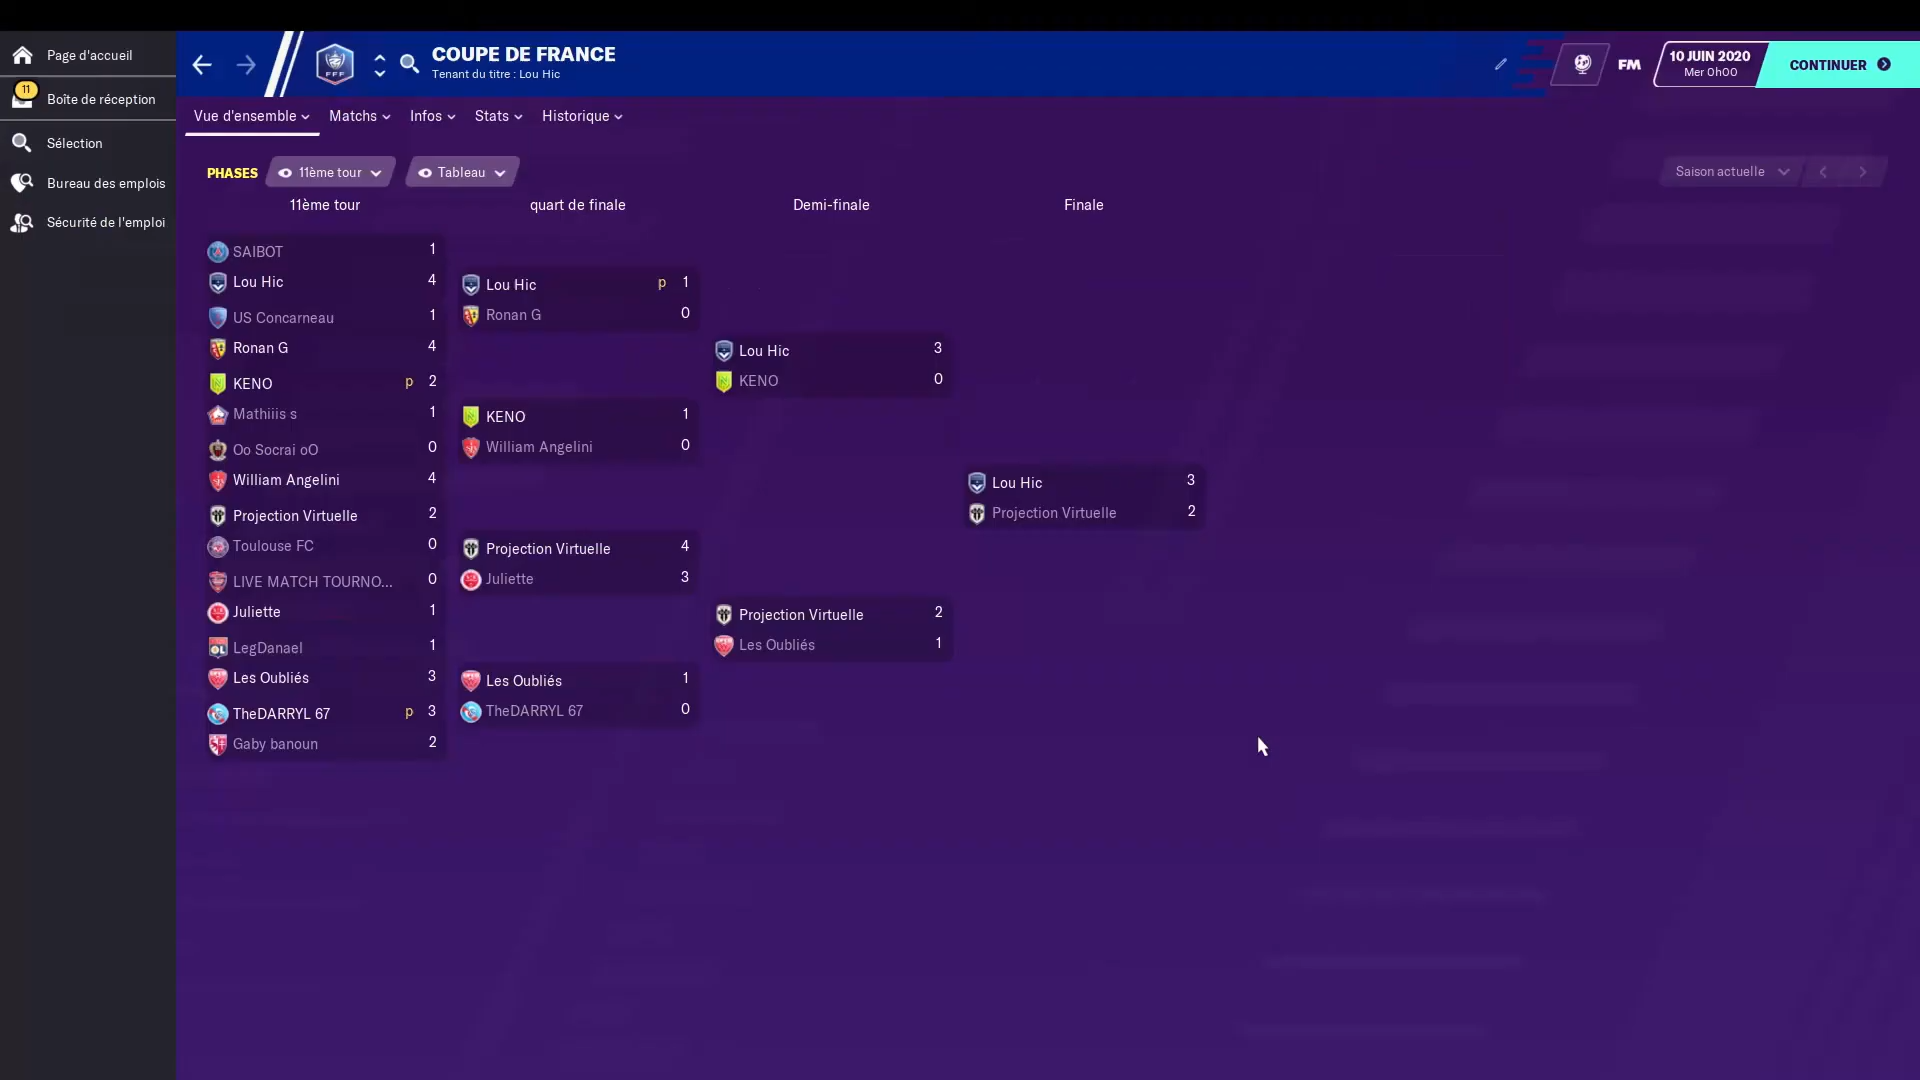 Page d'accueil
11
Boîte de réception
Sélection
Bureau des emplois
Sécurité de l'emploi
FFF
COUPE DE FRANCE
Tenant du titre : Lou Hic
FM
10 JUIN 2020
Mer 0h00
CONTINUER
Vue d'ensemble Matchs Infos Stats Historique
PHASES 11ème tour Tableau
Saison actuelle
11ème tour quart de finale Demi-finale Finale
SAIBOT 1
Lou Hic 4
US Concarneau 1
Ronan G 4
KENO p 2
Mathiiis s 1
Oo Socrai oO 0
William Angelini 4
Projection Virtuelle 2
Toulouse FC 0
LIVE MATCH TOURNO... 0
Juliette 1
LegDanael 1
Les Oubliés 3
TheDARRYL 67 p 3
Gaby banoun 2
Lou Hic p 1
Ronan G 0
KENO 1
William Angelini 0
Projection Virtuelle 4
Juliette 3
Les Oubliés 1
TheDARRYL 67 0
Lou Hic 3
KENO 0
Projection Virtuelle 2
Les Oubliés 1
Lou Hic 3
Projection Virtuelle 2